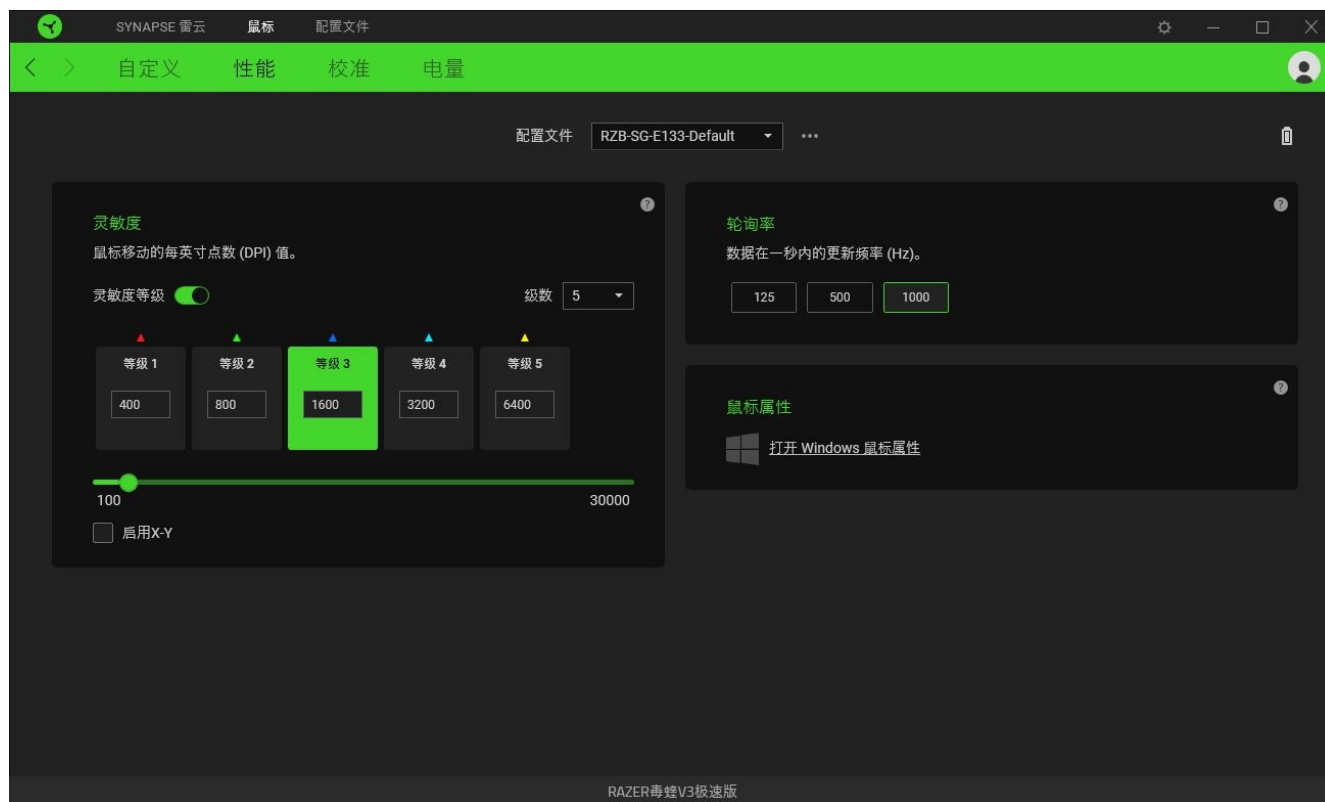 SYNAPSE 雷云 鼠标 配置文件
自定义 性能 校准 电量
配置文件 RZB-SG-E133-Default
灵敏度
鼠标移动的每英寸点数 (DPI) 值。
灵敏度等级 级数 5
等级 1 等级 2 等级 3 等级 4 等级 5
400 800 1600 3200 6400
100 30000
启用X-Y
轮询率
数据在一秒内的更新频率 (Hz)。
125 500 1000
鼠标属性
打开 Windows 鼠标属性
RAZER毒蝰V3极速版